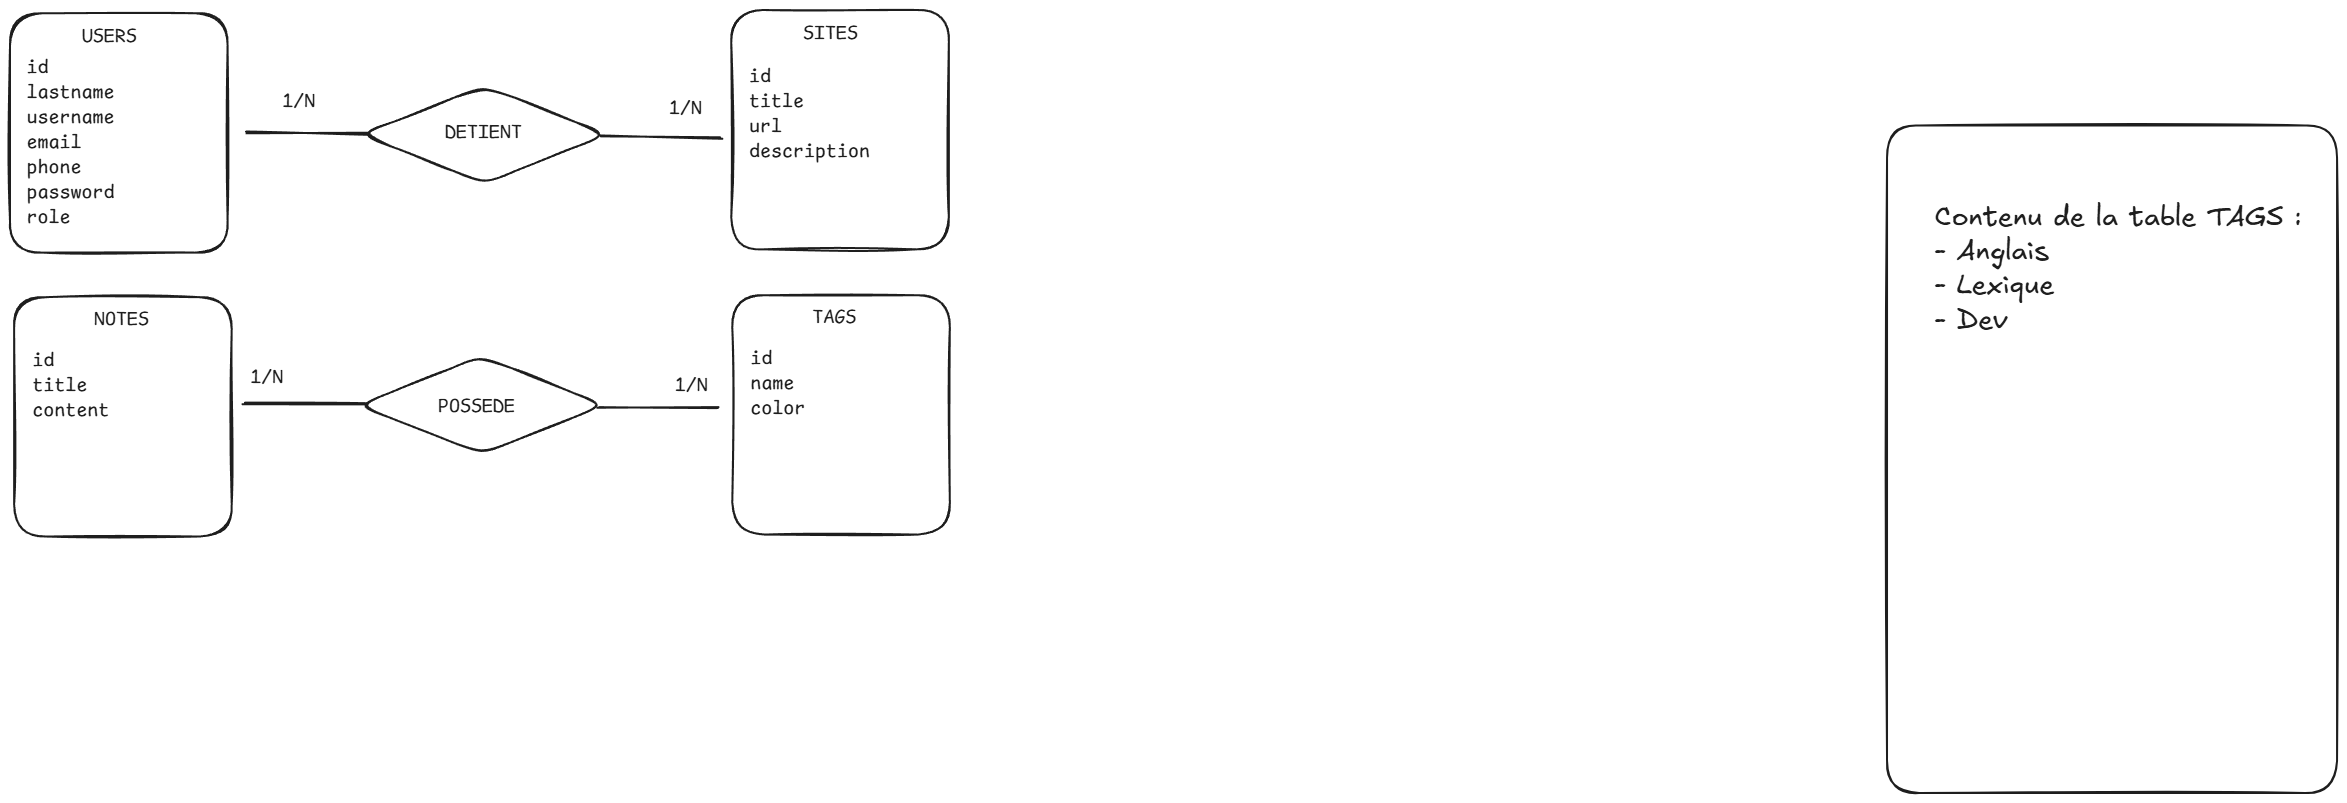 USERS
id
lastname
username
email
phone
password
role
1/N
DETIENT
1/N
SITES
id
title
url
description
NOTES
id
title
content
1/N
POSSEDE
1/N
TAGS
id
name
color
Contenu de la table TAGS :
- Anglais
- Lexique
- Dev